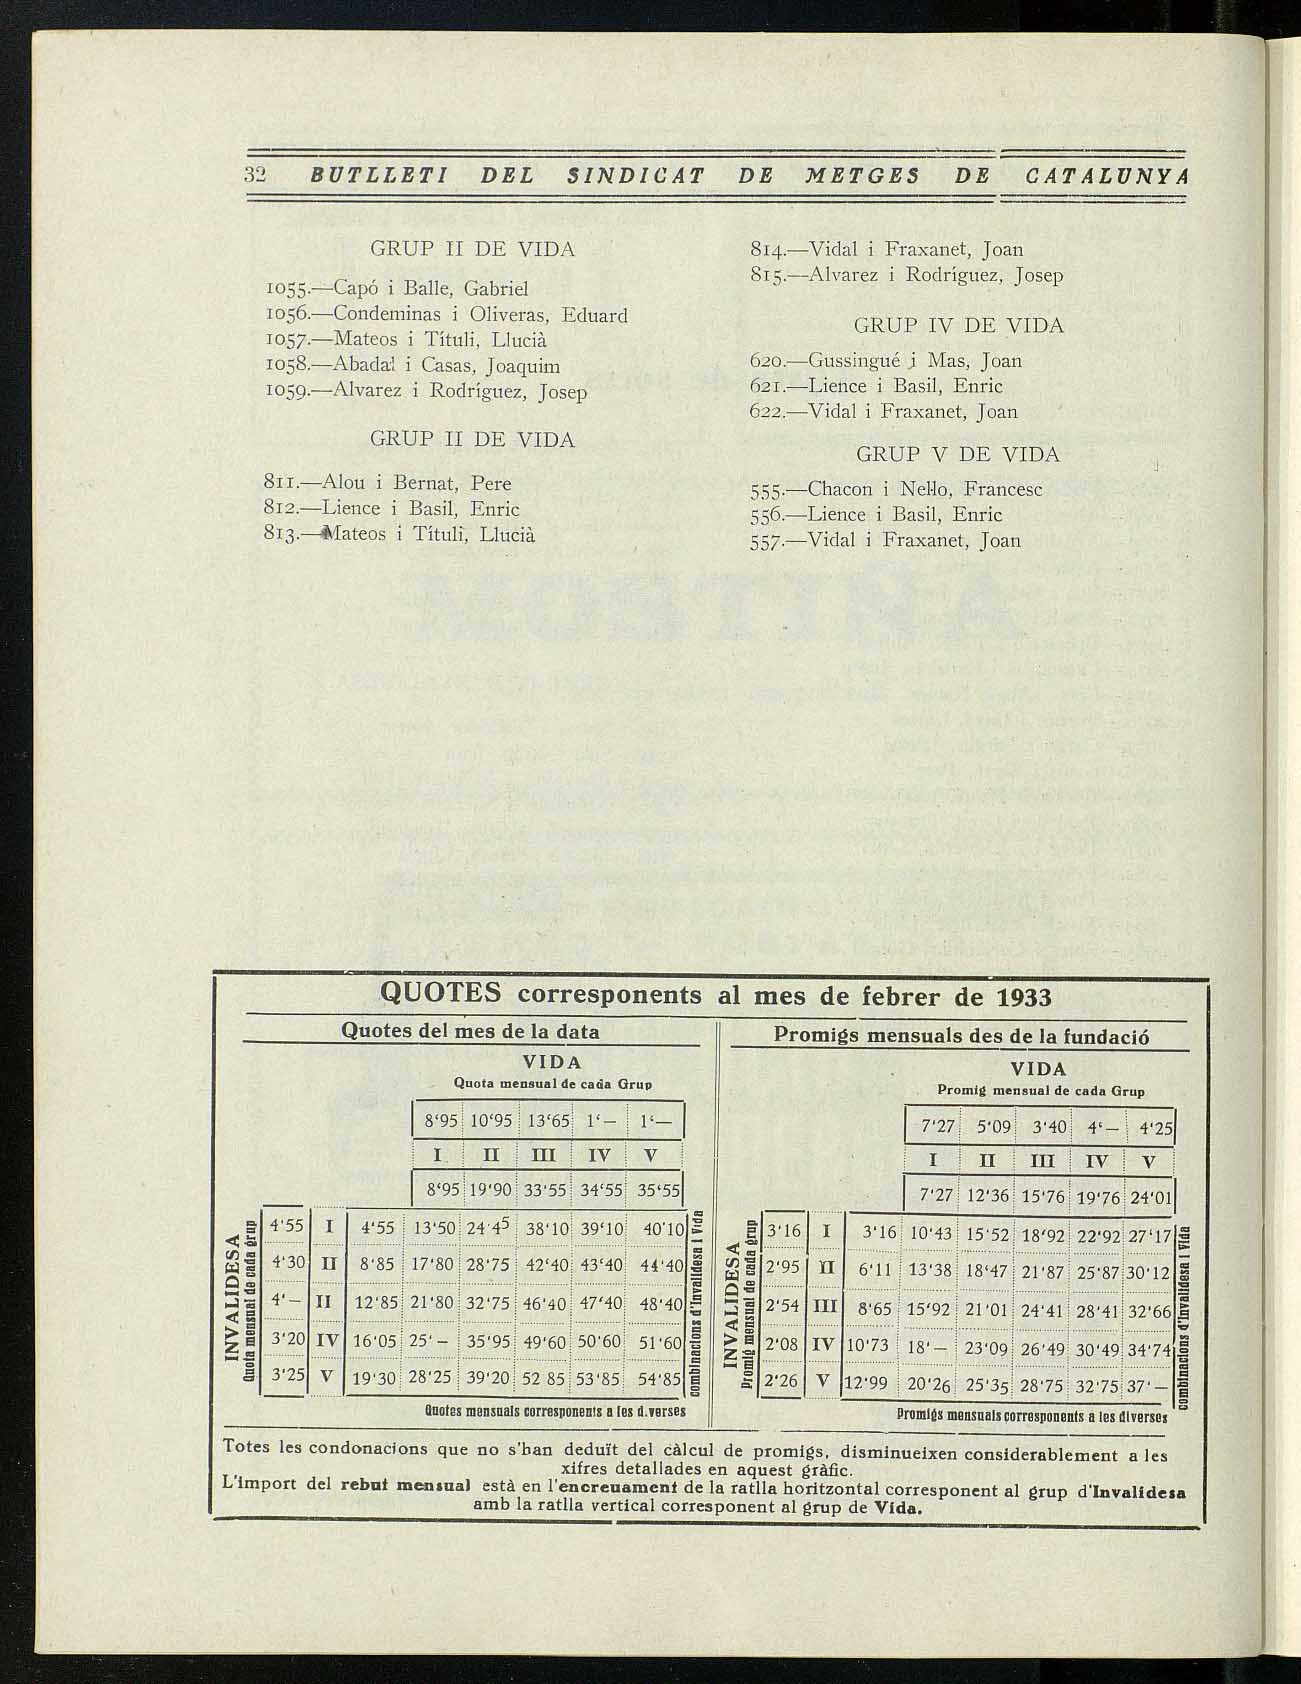 32 BUTLLETI DEL SINDICAT DE METGES DE CATALUNYA
GRUP II DE VIDA
1055.—Capó i Balle, Gabriel
1056.—Condeminas i Oliveras, Eduard
1057.—Mateos i Títuli, Llucià
1058.—Abadal i Casas, Joaquim
1059.—Alvarez i Rodríguez, Josep
GRUP II DE VIDA
811.—Alou i Bernat, Pere
812.—Lience i Basil, Enric
813.—Mateos i Títuli, Llucià
814.—Vidal i Fraxanet, Joan
815.—Alvarez i Rodríguez, Josep
GRUP IV DE VIDA
620.—Gussingué i Mas, Joan
621.—Lience i Basil, Enric
622.—Vidal i Fraxanet, Joan
GRUP V DE VIDA
555.—Chacon i Nel·lo, Francesc
556.—Lience i Basil, Enric
557.—Vidal i Fraxanet, Joan
QUOTES corresponents al mes de febrer de 1933
Quotes del mes de la data
VIDA
Quota mensual de cada Grup
8'95 10'95 13'65 1'— 1'—
I II III IV V
8'95 19'90 33'55 34'55 35'55
INVALIDESA
Quota mensual de cada grup
4'55 I 4'55 13'50 24'45 38'10 39'10 40'10
4'30 II 8'85 17'80 28'75 42'40 43'40 44'40
4'— II 12'85 21'80 32'75 46'40 47'40 48'40
3'20 IV 16'05 25'— 35'95 49'60 50'60 51'60
3'25 V 19'30 28'25 39'20 52 85 53'85 54'85
Quotes mensuals corresponents a les d.verses
combinacions d'Invalidesa i Vida
Promigs mensuals des de la fundació
VIDA
Promig mensual de cada Grup
7'27 5'09 3'40 4'— 4'25
I II III IV V
7'27 12'36 15'76 19'76 24'01
INVALIDESA
Promig mensual de cada grup
3'16 I 3'16 10'43 15'52 18'92 22'92 27'17
2'95 II 6'11 13'38 18'47 21'87 25'87 30'12
2'54 III 8'65 15'92 21'01 24'41 28'41 32'66
2'08 IV 10'73 18'— 23'09 26'49 30'49 34'74
2'26 V 12'99 20'26 25'35 28'75 32'75 37'—
Promigs mensuals corresponents a les diverses
combinacions d'Invalidesa i Vida
Totes les condonacions que no s'han deduït del càlcul de promigs, disminueixen considerablement a les
xifres detallades en aquest gràfic.
L'import del rebut mensual està en l'encreuament de la ratlla horitzontal corresponent al grup d'Invalidesa
amb la ratlla vertical corresponent al grup de Vida.